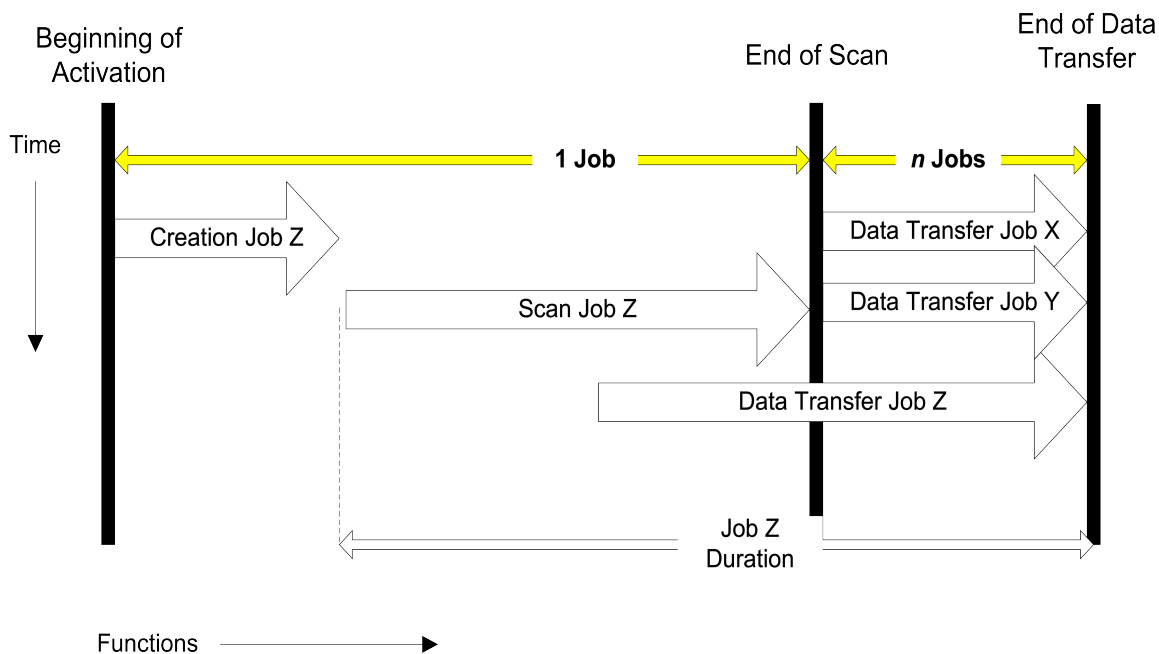 Beginning of
Activation
End of Scan
End of Data
Transfer
Time
1 Job
n Jobs
Creation Job Z
Data Transfer Job X
Scan Job Z
Data Transfer Job Y
Data Transfer Job Z
Job Z
Duration
Functions